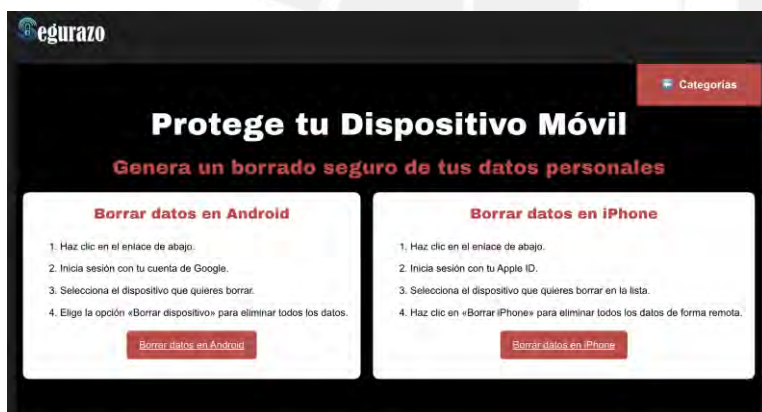 Segurazo
Categorías
Protege tu Dispositivo Móvil
Genera un borrado seguro de tus datos personales
Borrar datos en Android
1. Haz clic en el enlace de abajo.
2. Inicia sesión con tu cuenta de Google.
3. Selecciona el dispositivo que quieres borrar.
4. Elige la opción «Borrar dispositivo» para eliminar todos los datos.
Borrar datos en Android
Borrar datos en iPhone
1. Haz clic en el enlace de abajo.
2. Inicia sesión con tu Apple ID.
3. Selecciona el dispositivo que quieres borrar en la lista.
4. Haz clic en «Borrar iPhone» para eliminar todos los datos de forma remota.
Borrar datos en iPhone